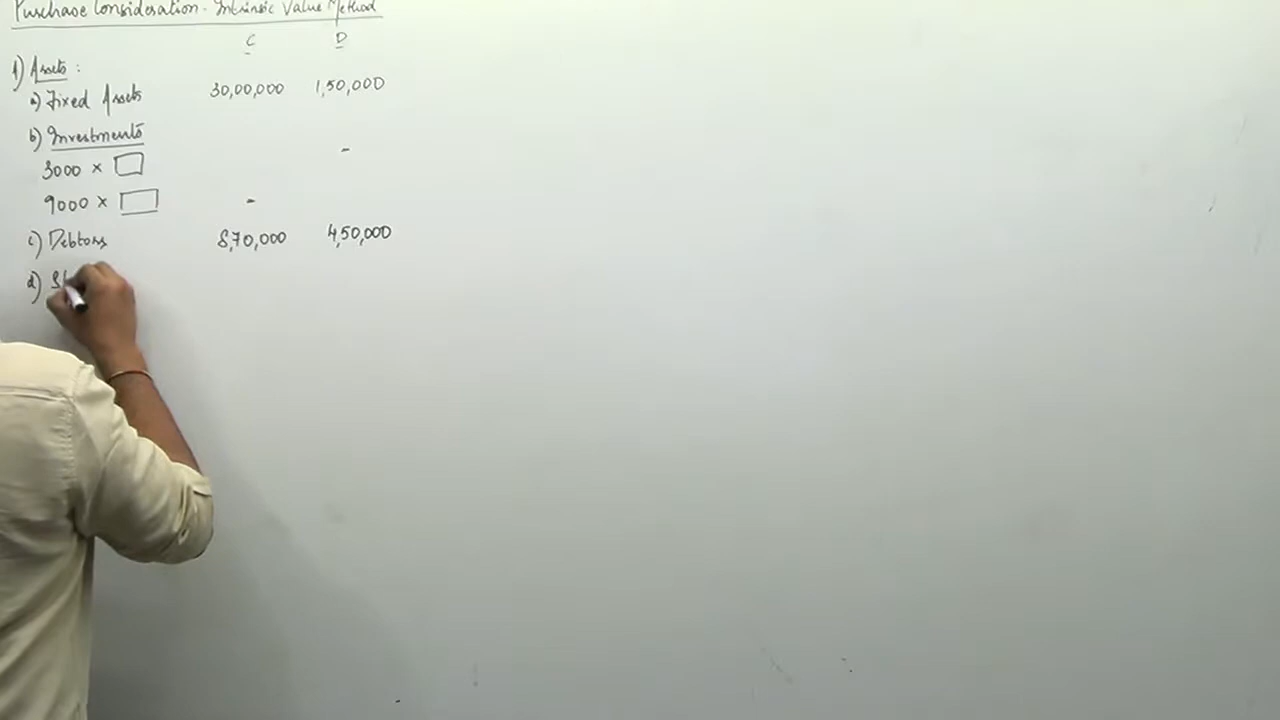 Purchase Consideration - Intrinsic Value Method
C D
1) Assets :
a) Fixed Assets 30,00,000 1,50,000
b) Investments
3000 × -
9000 × -
c) Debtors 8,70,000 4,50,000
d)